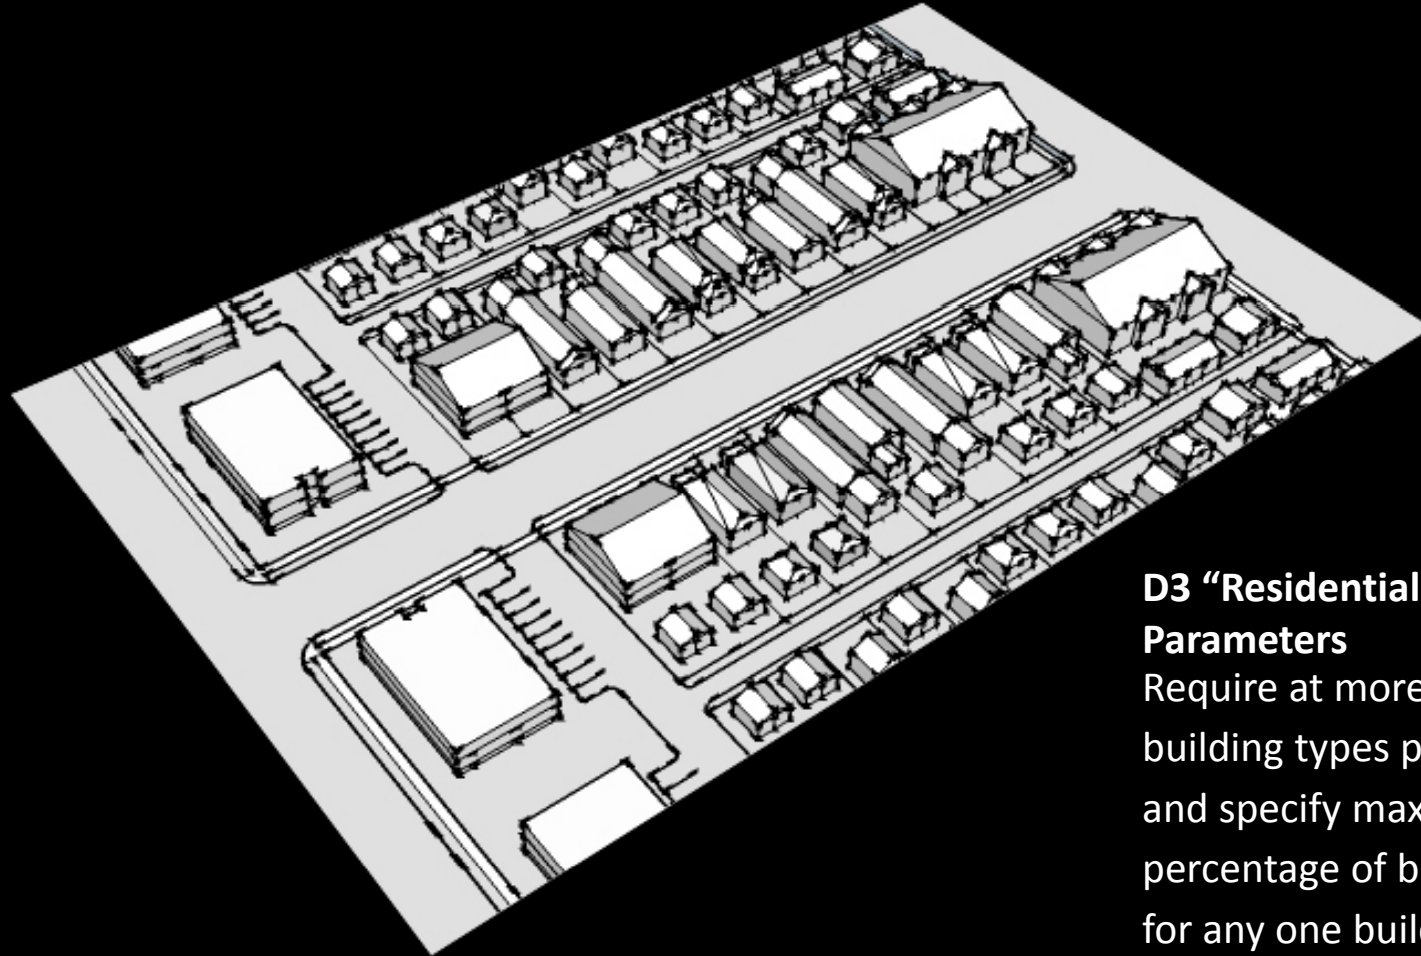 D3 “Residential
Parameters
Require at more
building types p
and specify max
percentage of b
for any one buil